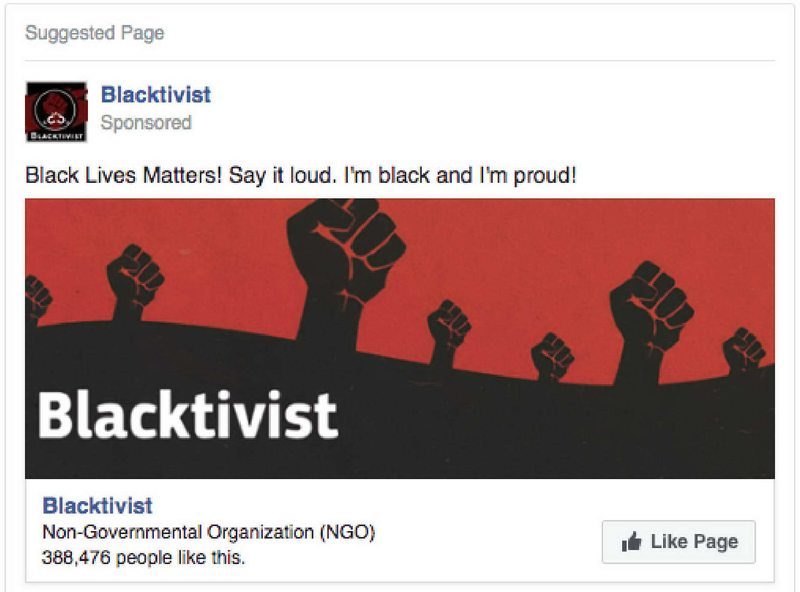 Suggested Page
Blacktivist
BLACKTIVIST
Sponsored
Black Lives Matters! Say it loud. I'm black and I'm proud!
Blacktivist
Blacktivist
Non-Governmental Organization (NGO)
388,476 people like this.
Like Page